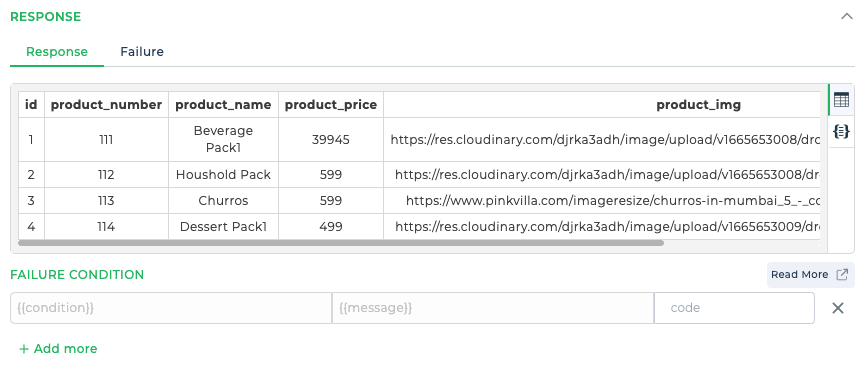 RESPONSE
Response Failure
id product_number product_name product_price product_img
1 111 Beverage Pack1 39945 https://res.cloudinary.com/djrka3adh/image/upload/v1665653008/dro
2 112 Houshold Pack 599 https://res.cloudinary.com/djrka3adh/image/upload/v1665653008/dr
3 113 Churros 599 https://www.pinkvilla.com/imageresize/churros-in-mumbai_5_-_co
4 114 Dessert Pack1 499 https://res.cloudinary.com/djrka3adh/image/upload/v1665653009/dr
FAILURE CONDITION Read More
{{condition}} {{message}} code
+ Add more